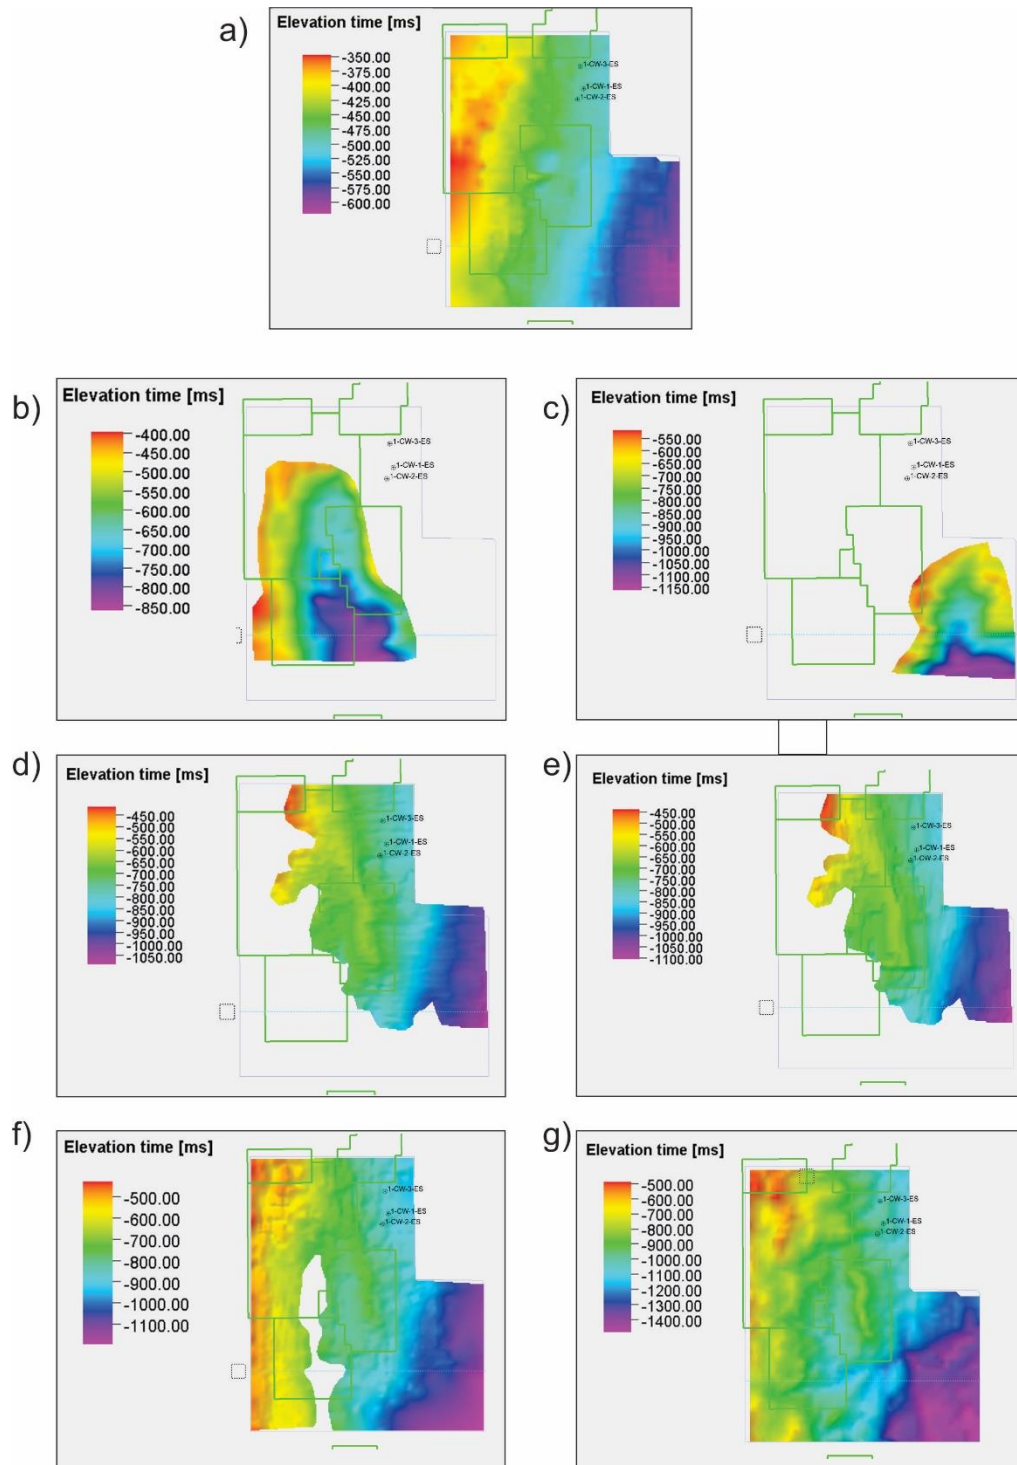 a)
Elevation time [ms]
-350.00
-375.00
-400.00
-425.00
-450.00
-475.00
-500.00
-525.00
-550.00
-575.00
-600.00
1-CW-3-ES
1-CW-1-ES
1-CW-2-ES
b)
Elevation time [ms]
-400.00
-450.00
-500.00
-550.00
-600.00
-650.00
-700.00
-750.00
-800.00
-850.00
1-CW-3-ES
1-CW-1-ES
1-CW-2-ES
c)
Elevation time [ms]
-550.00
-600.00
-650.00
-700.00
-750.00
-800.00
-850.00
-900.00
-950.00
-1000.00
-1050.00
-1100.00
-1150.00
1-CW-3-ES
1-CW-1-ES
1-CW-2-ES
d)
Elevation time [ms]
-450.00
-500.00
-550.00
-600.00
-650.00
-700.00
-750.00
-800.00
-850.00
-900.00
-950.00
-1000.00
-1050.00
1-CW-3-ES
1-CW-1-ES
1-CW-2-ES
e)
Elevation time [ms]
-450.00
-500.00
-550.00
-600.00
-650.00
-700.00
-750.00
-800.00
-850.00
-900.00
-950.00
-1000.00
-1050.00
-1100.00
1-CW-3-ES
1-CW-1-ES
1-CW-2-ES
f)
Elevation time [ms]
-500.00
-600.00
-700.00
-800.00
-900.00
-1000.00
-1100.00
1-CW-3-ES
1-CW-1-ES
1-CW-2-ES
g)
Elevation time [ms]
-500.00
-600.00
-700.00
-800.00
-900.00
-1000.00
-1100.00
-1200.00
-1300.00
-1400.00
1-CW-3-ES
1-CW-1-ES
1-CW-2-ES